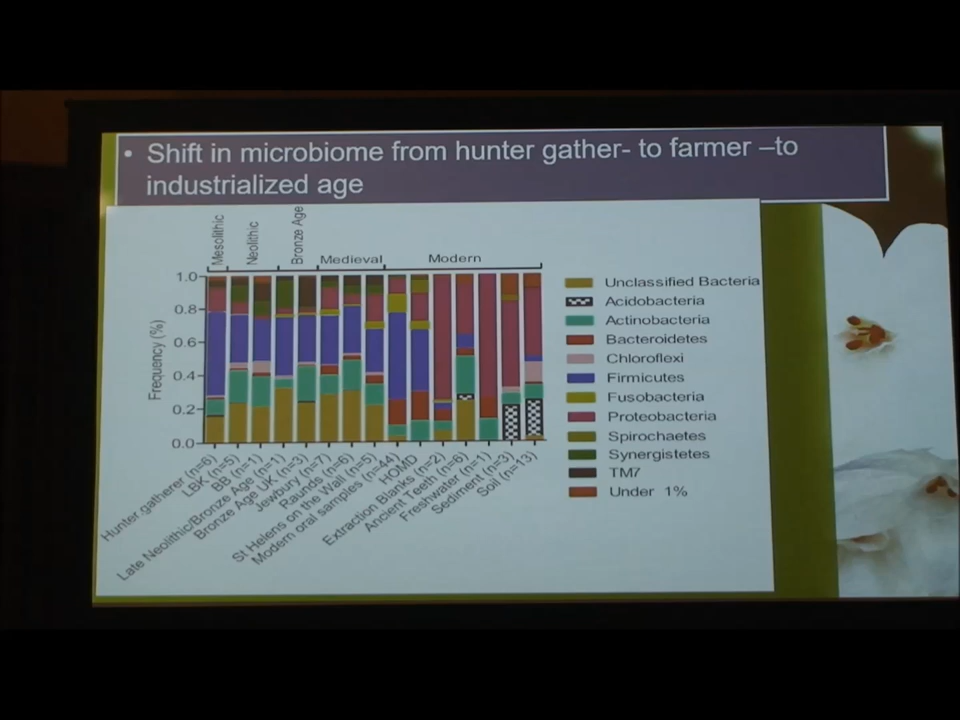 • Shift in microbiome from hunter gather- to farmer –to
industrialized age
Mesolithic
Neolithic
Bronze Age
Medieval
Modern
Frequency (%)
1.0
0.8
0.6
0.4
0.2
0.0
Hunter gatherer (n=6)
LBK (n=5)
BB (n=1)
Late Neolithic/Bronze Age (n=1)
Bronze Age UK (n=3)
Jewbury (n=7)
Raunds (n=6)
St Helens on the Wall (n=5)
Modern oral samples (n=44)
HOMD
Extraction Blanks (n=2)
Ancient Teeth (n=6)
Freshwater (n=1)
Sediment (n=3)
Soil (n=13)
Unclassified Bacteria
Acidobacteria
Actinobacteria
Bacteroidetes
Chloroflexi
Firmicutes
Fusobacteria
Proteobacteria
Spirochaetes
Synergistetes
TM7
Under 1%